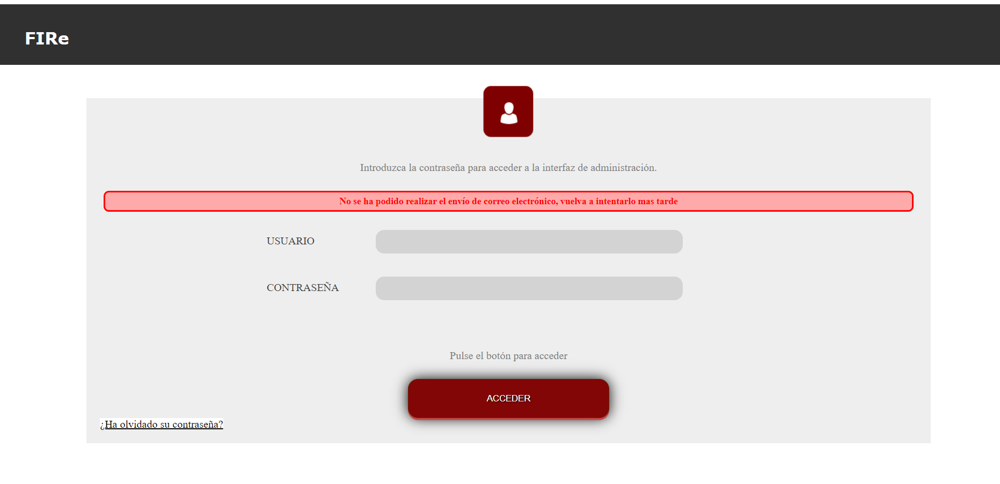 FIRe
Introduzca la contraseña para acceder a la interfaz de administración.
No se ha podido realizar el envío de correo electrónico, vuelva a intentarlo mas tarde
USUARIO
CONTRASEÑA
Pulse el botón para acceder
ACCEDER
¿Ha olvidado su contraseña?